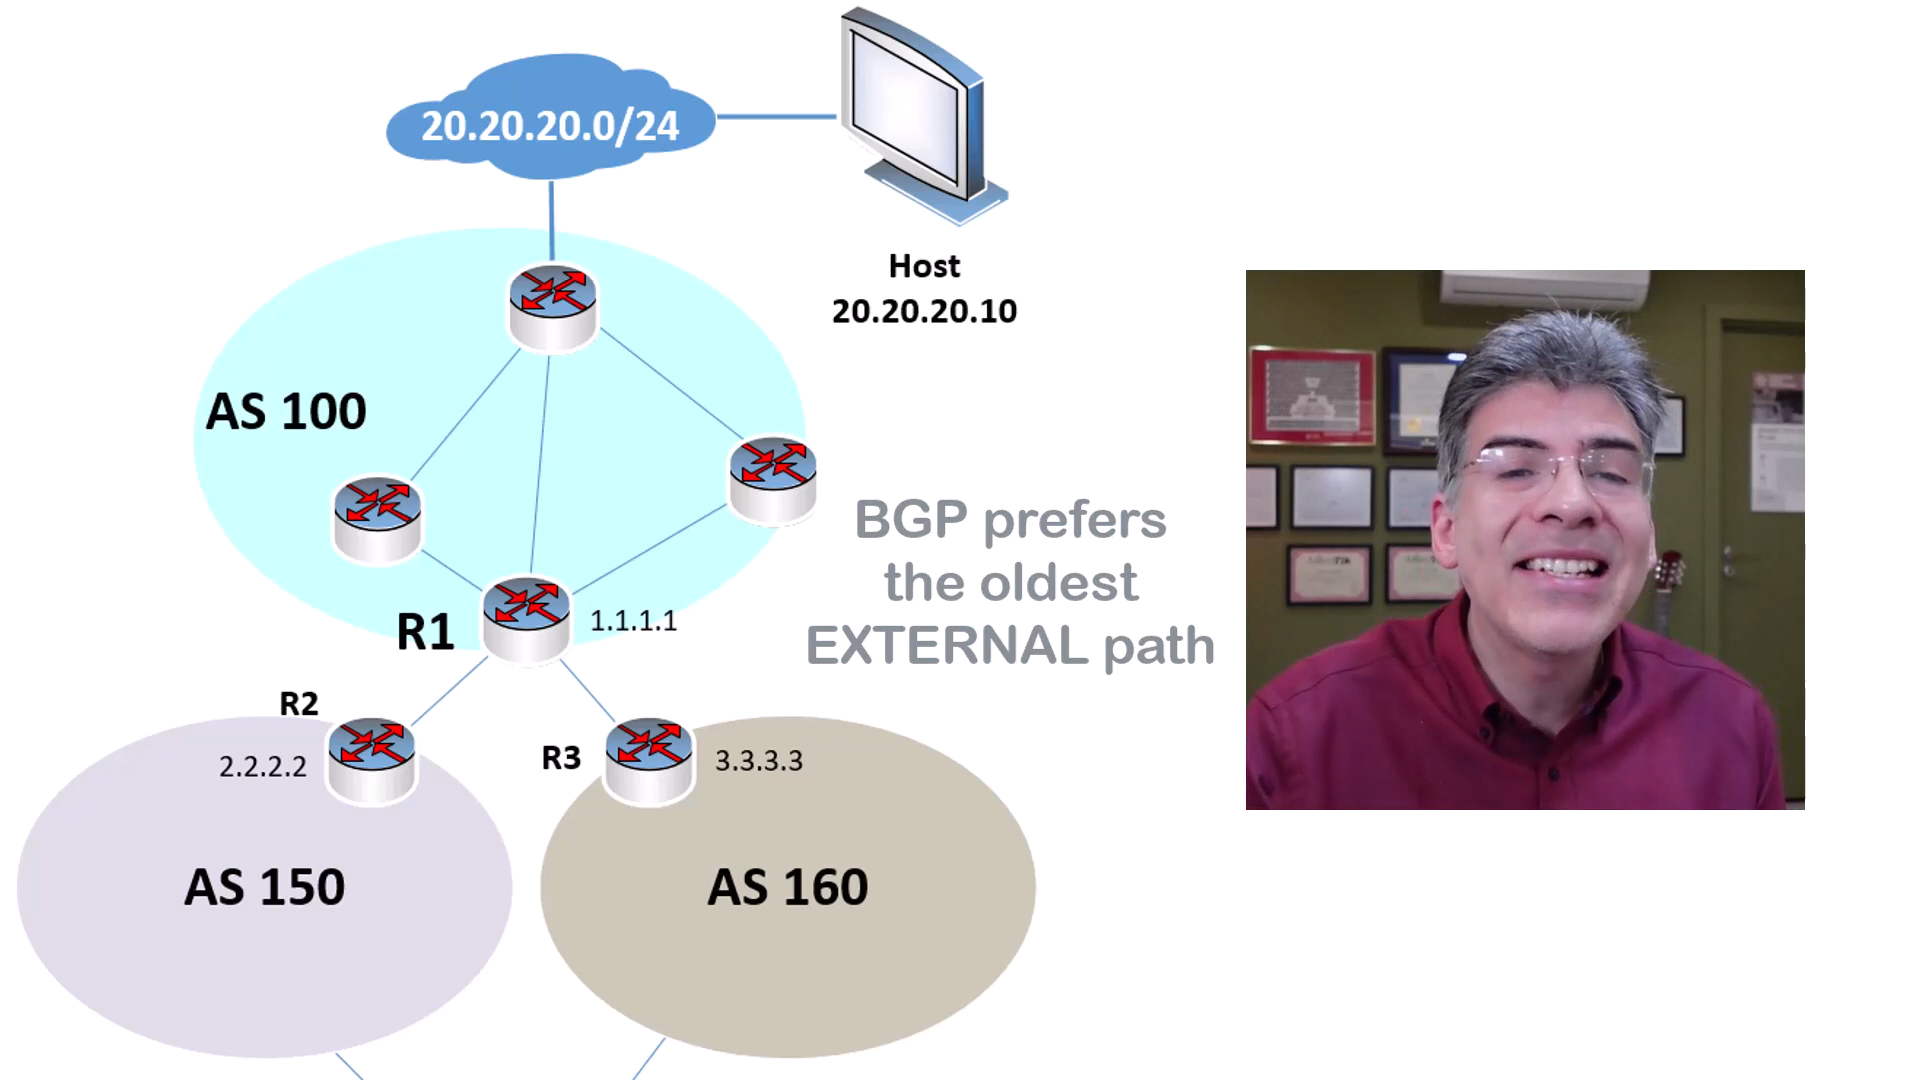 20.20.20.0/24
Host
20.20.20.10
AS 100
BGP prefers
the oldest
EXTERNAL path
R1
1.1.1.1
R2
2.2.2.2
R3
3.3.3.3
AS 150
AS 160